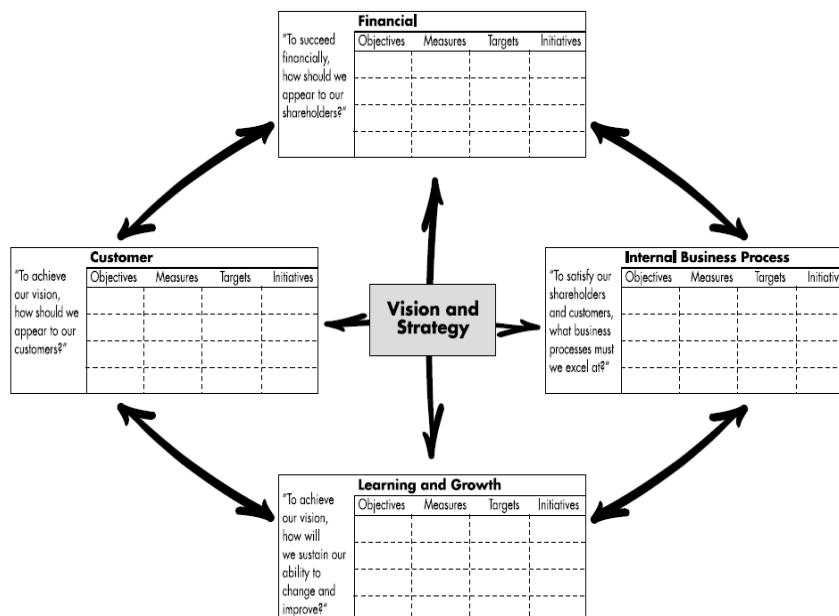 Financial
"To succeed
financially,
how should we
appear to our
shareholders?"
Objectives Measures Targets Initiatives
Customer
"To achieve
our vision,
how should we
appear to our
customers?"
Objectives Measures Targets Initiatives
Vision and
Strategy
Internal Business Process
"To satisfy our
shareholders
and customers,
what business
processes must
we excel at?"
Objectives Measures Targets Initiativ
Learning and Growth
"To achieve
our vision,
how will
we sustain our
ability to
change and
improve?"
Objectives Measures Targets Initiatives